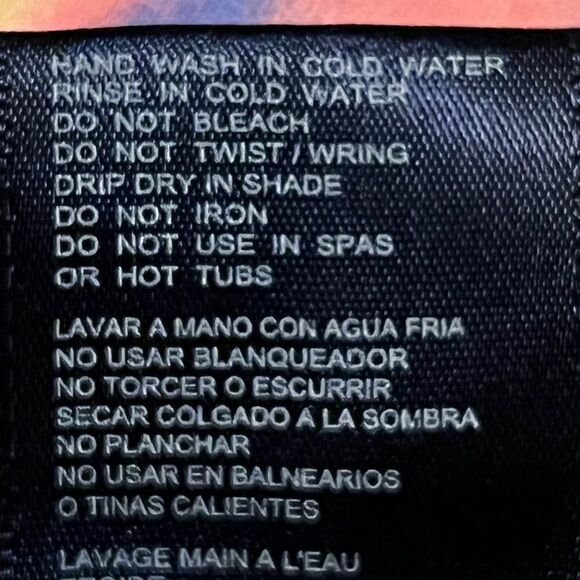 HAND WASH IN COLD WATER
RINSE IN COLD WATER
DO NOT BLEACH
DO NOT TWIST / WRING
DRIP DRY IN SHADE
DO NOT IRON
DO NOT USE IN SPAS
OR HOT TUBS
LAVAR A MANO CON AGUA FRIA
NO USAR BLANQUEADOR
NO TORCER O ESCURRIR
SECAR COLGADO A LA SOMBRA
NO PLANCHAR
NO USAR EN BALNEARIOS
O TINAS CALIENTES
LAVAGE MAIN A L'EAU